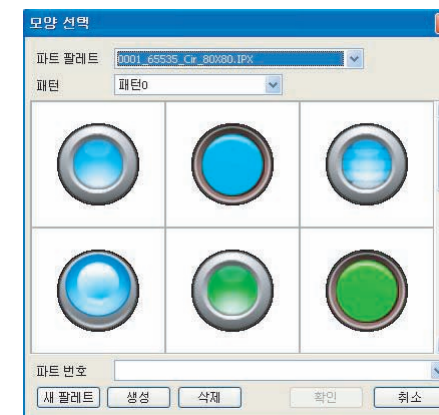 모양 선택
파트 팔레트 0001_65535_Cir_80X80.IPX
패턴 패턴0
파트 번호
새 팔레트 생성 삭제 확인 취소